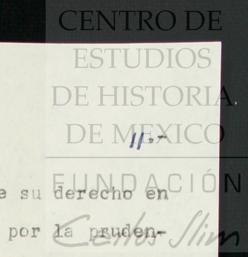 CENTRO DE
ESTUDIOS
DE HISTORIA
DE MEXICO
11.-
FUNDACIÓN
e su derecho en
Carlos Slim
por la pruden-